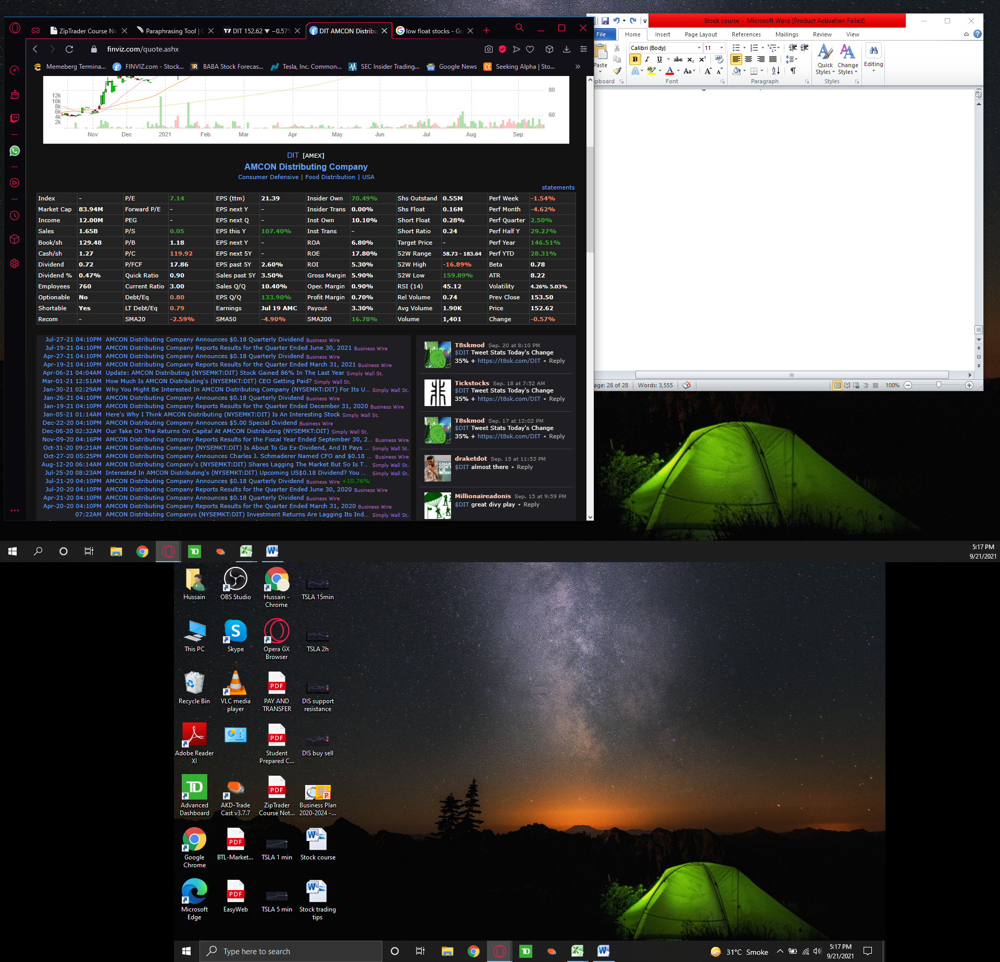 ZipTrader Course No
Paraphrasing Tool |
DIT 152.62 ▼ −0.57%
DIT AMCON Distribu
low float stocks - Go
finviz.com/quote.ashx
Memeberg Termina...
FINVIZ.com - Stock...
BABA Stock Forecas...
Tesla, Inc. Common...
SEC Insider Trading...
Google News
Seeking Alpha | Sto...
12k
10k
8k
6k
4k
2k
80
60
Nov Dec 2021 Feb Mar Apr May Jun Jul Aug Sep
DIT [AMEX]
AMCON Distributing Company
Consumer Defensive | Food Distribution | USA
statements
Index - P/E 7.14 EPS (ttm) 21.39 Insider Own 70.49% Shs Outstand 0.55M Perf Week -1.54%
Market Cap 83.94M Forward P/E - EPS next Y - Insider Trans 0.00% Shs Float 0.16M Perf Month -4.62%
Income 12.00M PEG - EPS next Q - Inst Own 10.10% Short Float 0.28% Perf Quarter 2.50%
Sales 1.65B P/S 0.05 EPS this Y 107.40% Inst Trans - Short Ratio 0.24 Perf Half Y 29.27%
Book/sh 129.48 P/B 1.18 EPS next Y - ROA 6.80% Target Price - Perf Year 146.51%
Cash/sh 1.27 P/C 119.92 EPS next 5Y - ROE 17.80% 52W Range 58.73 - 183.64 Perf YTD 28.31%
Dividend 0.72 P/FCF 17.86 EPS past 5Y 2.60% ROI 5.30% 52W High -16.89% Beta 0.78
Dividend % 0.47% Quick Ratio 0.90 Sales past 5Y 3.50% Gross Margin 5.90% 52W Low 159.89% ATR 8.22
Employees 760 Current Ratio 3.00 Sales Q/Q 10.40% Oper. Margin 0.90% RSI (14) 45.12 Volatility 4.26% 5.03%
Optionable No Debt/Eq 0.80 EPS Q/Q 133.90% Profit Margin 0.70% Rel Volume 0.74 Prev Close 153.50
Shortable Yes LT Debt/Eq 0.79 Earnings Jul 19 AMC Payout 3.30% Avg Volume 1.90K Price 152.62
Recom - SMA20 -2.59% SMA50 -4.90% SMA200 16.78% Volume 1,401 Change -0.57%
Jul-27-21 04:10PM AMCON Distributing Company Announces $0.18 Quarterly Dividend Business Wire
Jul-19-21 04:10PM AMCON Distributing Company Reports Results for the Quarter Ended June 30, 2021 Business Wire
Apr-27-21 04:10PM AMCON Distributing Company Announces $0.18 Quarterly Dividend Business Wire
Apr-19-21 04:10PM AMCON Distributing Company Reports Results for the Quarter Ended March 31, 2021 Business Wire
Apr-06-21 04:04AM Update: AMCON Distributing (NYSEMKT:DIT) Stock Gained 86% In The Last Year Simply Wall St.
Mar-01-21 12:51AM How Much Is AMCON Distributing's (NYSEMKT:DIT) CEO Getting Paid? Simply Wall St.
Jan-30-21 02:29AM Why You Might Be Interested In AMCON Distributing Company (NYSEMKT:DIT) For Its U... Simply Wall St.
Jan-26-21 04:10PM AMCON Distributing Company Announces $0.18 Quarterly Dividend Business Wire
Jan-19-21 04:10PM AMCON Distributing Company Reports Results for the Quarter Ended December 31, 2020 Business Wire
Jan-05-21 01:14AM Here's Why I Think AMCON Distributing (NYSEMKT:DIT) Is An Interesting Stock Simply Wall St.
Dec-22-20 04:10PM AMCON Distributing Company Announces $5.00 Special Dividend Business Wire
Dec-06-20 02:32AM Our Take On The Returns On Capital At AMCON Distributing (NYSEMKT:DIT) Simply Wall St.
Nov-09-20 04:16PM AMCON Distributing Company Reports Results for the Fiscal Year Ended September 30, 2... Business Wire
Oct-31-20 09:21AM AMCON Distributing Company (NYSEMKT:DIT) Is About To Go Ex-Dividend, And It Pays ... Simply Wall St.
Oct-27-20 05:25PM AMCON Distributing Company Announces Charles J. Schmaderer Named CFO and $0.18 ... Business Wire
Aug-12-20 06:14AM AMCON Distributing Company's (NYSEMKT:DIT) Shares Lagging The Market But So Is T... Simply Wall St.
Jul-25-20 08:23AM Interested In AMCON Distributing's (NYSEMKT:DIT) Upcoming US$0.18 Dividend? You ... Simply Wall St.
Jul-21-20 04:10PM AMCON Distributing Company Announces $0.18 Quarterly Dividend Business Wire +10.76%
Jul-20-20 04:10PM AMCON Distributing Company Reports Results for the Quarter Ended June 30, 2020 Business Wire
Apr-21-20 04:10PM AMCON Distributing Company Announces $0.18 Quarterly Dividend Business Wire
Apr-20-20 04:10PM AMCON Distributing Company Reports Results for the Quarter Ended March 31, 2020 Business Wire
07:22AM AMCON Distributing Companys (NYSEMKT:DIT) Investment Returns Are Lagging Its Ind... Simply Wall St.
T8skmod Sep. 20 at 8:10 PM
$DIT Tweet Stats Today's Change
35% + https://t8sk.com/DIT • Reply
Tickstocks Sep. 18 at 7:52 AM
$DIT Tweet Stats Today's Change
35% + https://t8sk.com/DIT • Reply
T8skmod Sep. 17 at 12:02 PM
$DIT Tweet Stats Today's Change
35% + https://t8sk.com/DIT • Reply
draketdot Sep. 15 at 11:53 PM
$DIT almost there • Reply
Millionaireadonis Sep. 15 at 9:59 PM
$DIT great divy play • Reply
Stock course - Microsoft Word (Product Activation Failed)
File Home Insert Page Layout References Mailings Review View
Calibri (Body) 11
Paste
Quick Styles
Change Styles
Editing
pboard Font Paragraph Styles
age: 28 of 28 Words: 3,555 100%
5:17 PM
9/21/2021
Hussain
OBS Studio
Hussain - Chrome
TSLA 15min
This PC
Skype
Opera GX Browser
TSLA 2h
Recycle Bin
VLC media player
PAY AND TRANSFER
DIS support resistance
Adobe Reader XI
Student Prepared C...
DIS buy sell
Advanced Dashboard
AKD-Trade Cast v3.7.7
ZipTrader Course Not...
Business Plan 2020-2024 -...
Google Chrome
BTL-Market...
TSLA 1 min
Stock course
Microsoft Edge
EasyWeb
TSLA 5 min
Stock trading tips
Type here to search
31°C Smoke
5:17 PM
9/21/2021